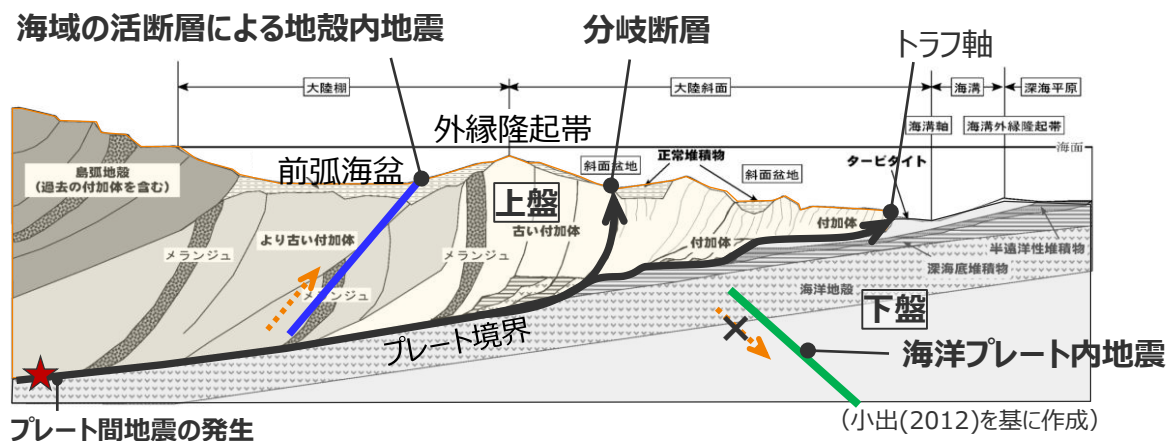 海域の活断層による地殻内地震
分岐断層
トラフ軸
大陸棚
大陸斜面
海溝
深海平原
海溝軸
海溝外縁隆起帯
海面
外縁隆起帯
前弧海盆
斜面盆地
正常堆積物
斜面盆地
タービダイト
島弧地殻
(過去の付加体を含む)
上盤
古い付加体
より古い付加体
メランジュ
メランジュ
メランジュ
付加体
付加体
半遠洋性堆積物
深海底堆積物
海洋地殻
下盤
プレート境界
海洋プレート内地震
プレート間地震の発生
(小出(2012)を基に作成)